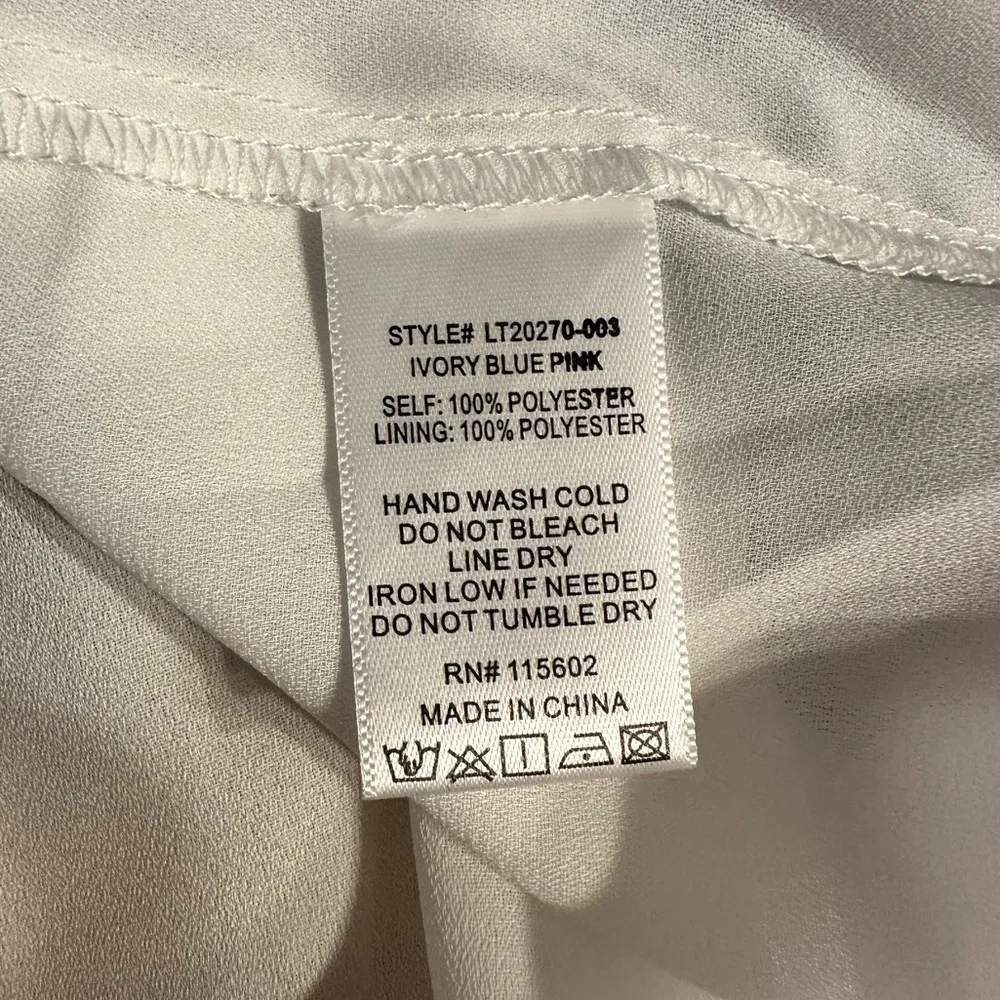 STYLE# LT20270-003
IVORY BLUE PINK
SELF: 100% POLYESTER
LINING: 100% POLYESTER
HAND WASH COLD
DO NOT BLEACH
LINE DRY
IRON LOW IF NEEDED
DO NOT TUMBLE DRY
RN# 115602
MADE IN CHINA